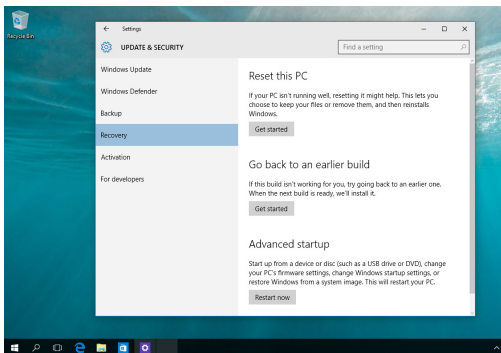 Recycle Bin
Settings
UPDATE & SECURITY
Find a setting
Windows Update
Windows Defender
Backup
Recovery
Activation
For developers
Reset this PC
If your PC isn't running well, resetting it might help. This lets you
choose to keep your files or remove them, and then reinstalls
Windows.
Get started
Go back to an earlier build
If this build isn't working for you, try going back to an earlier one.
When the next build is ready, we'll install it.
Get started
Advanced startup
Start up from a device or disc (such as a USB drive or DVD), change
your PC's firmware settings, change Windows startup settings, or
restore Windows from a system image. This will restart your PC.
Restart now